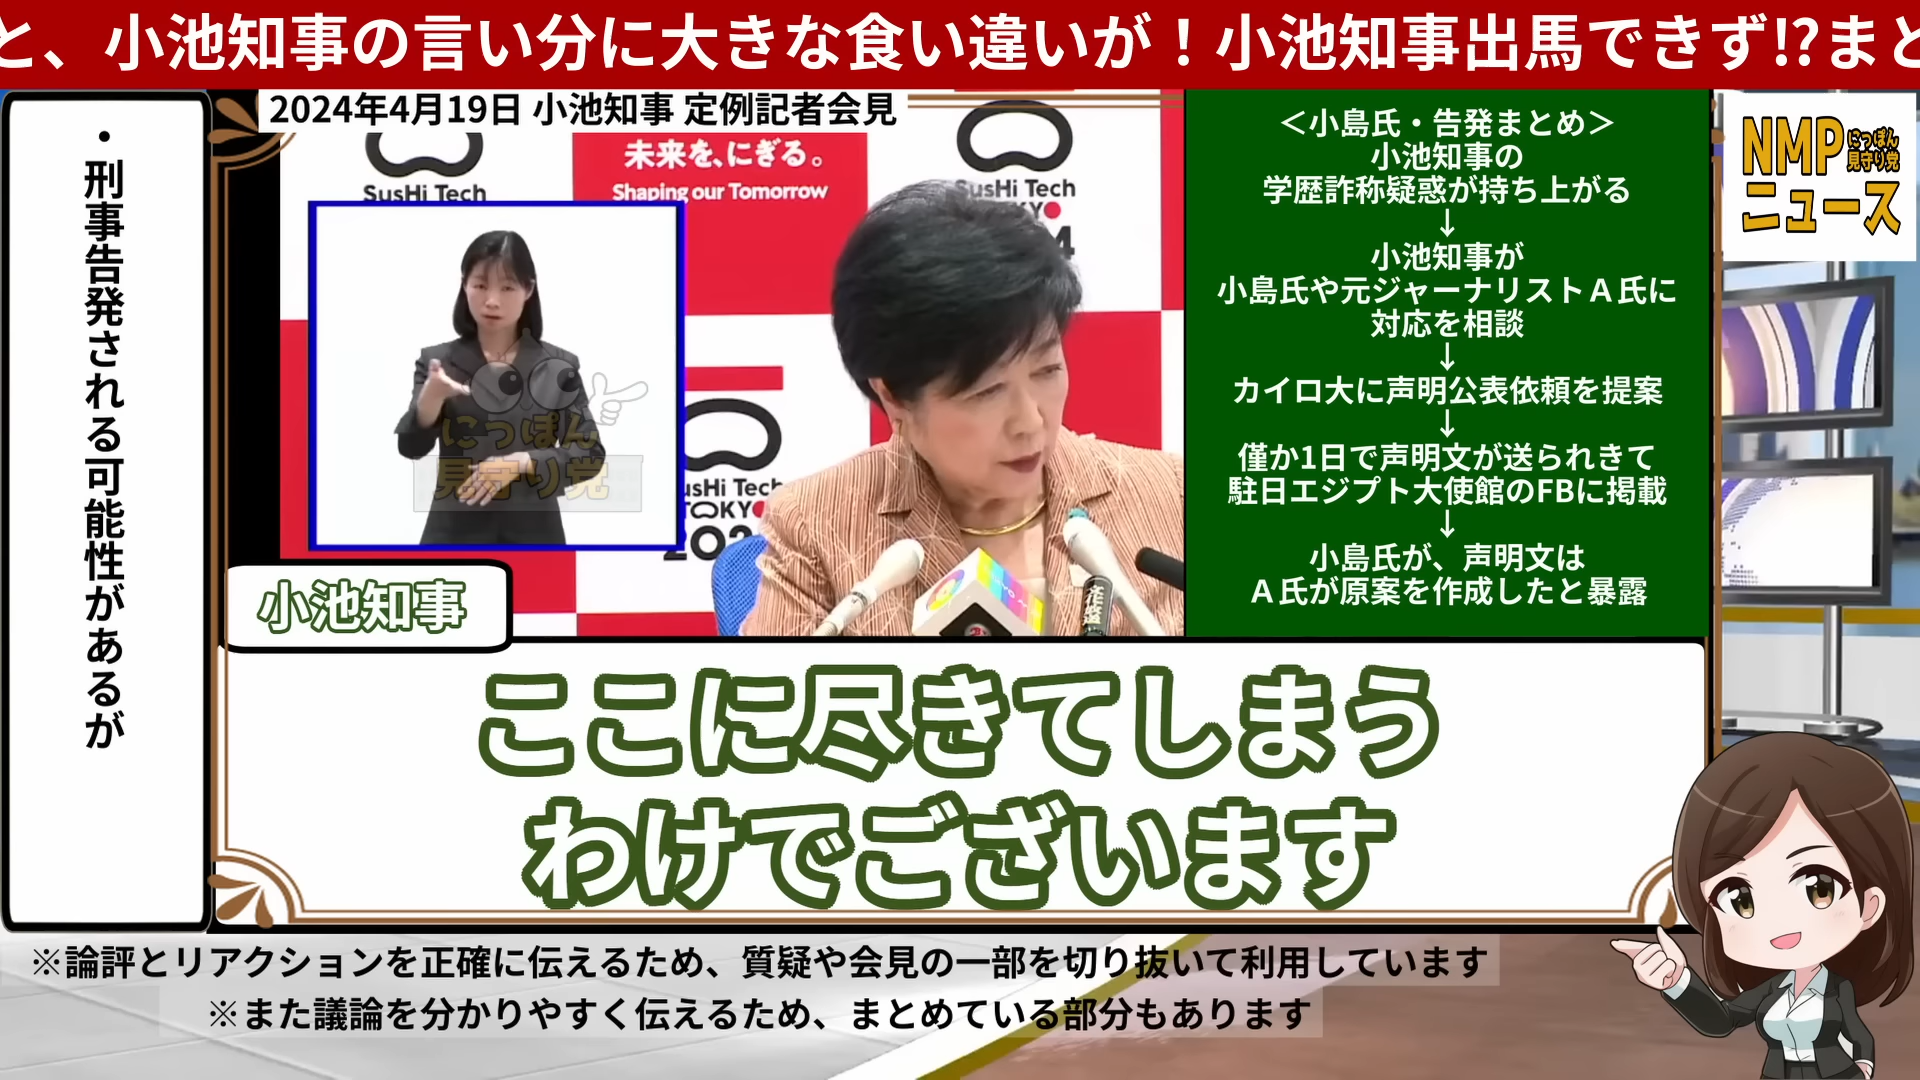 と、小池知事の言い分に大きな食い違いが！小池知事出馬できず⁉まと
・刑事告発される可能性があるが
2024年4月19日 小池知事 定例記者会見
未来を、にぎる。
Shaping our Tomorrow
SusHi Tech
SusHi Tech
usHi Tech
TOKYO
202
にっぽん
見守り党
小池知事
＜小島氏・告発まとめ＞
小池知事の
学歴詐称疑惑が持ち上がる
↓
小池知事が
小島氏や元ジャーナリストＡ氏に
対応を相談
↓
カイロ大に声明公表依頼を提案
↓
僅か1日で声明文が送られきて
駐日エジプト大使館のFBに掲載
↓
小島氏が、声明文は
Ａ氏が原案を作成したと暴露
NMPにっぽん見守り党
ニュース
文化放送
ここに尽きてしまう
わけでございます
※論評とリアクションを正確に伝えるため、質疑や会見の一部を切り抜いて利用しています
※また議論を分かりやすく伝えるため、まとめている部分もあります